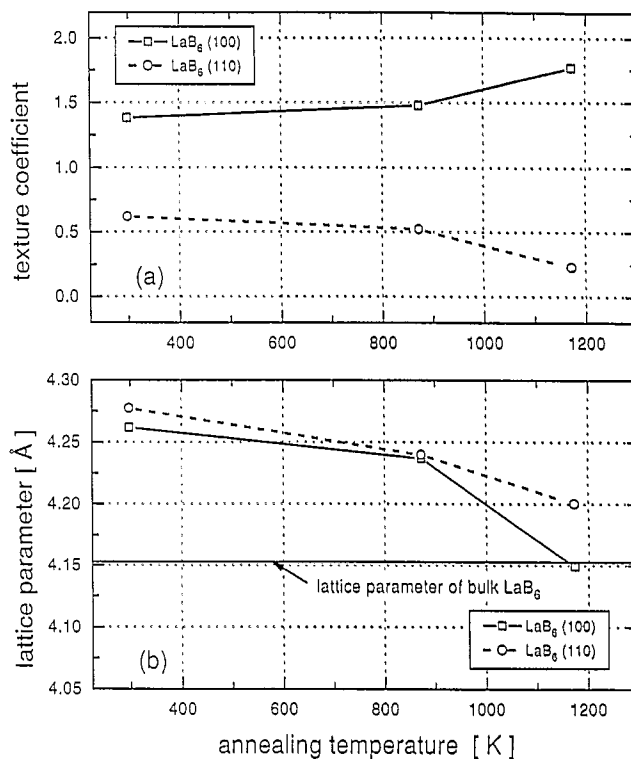 2.0
1.5
1.0
0.5
0.0
texture coefficient
LaB6 (100)
LaB6 (110)
(a)
400 600 800 1000 1200
4.30
4.25
4.20
4.15
4.10
4.05
lattice parameter [ Å ]
lattice parameter of bulk LaB6
LaB6 (100)
LaB6 (110)
(b)
400 600 800 1000 1200
annealing temperature [ K ]